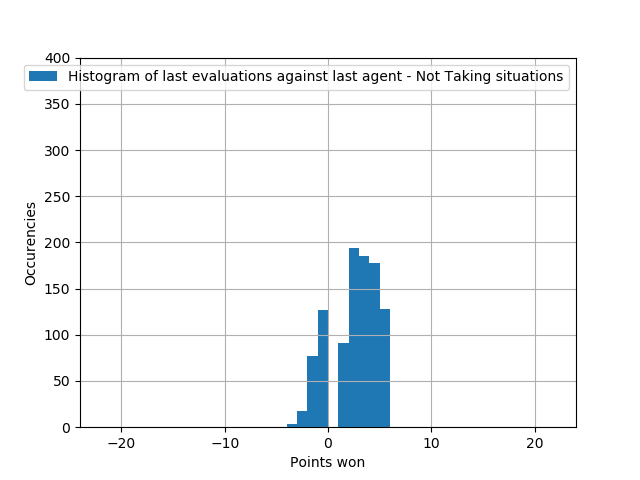 Histogram of last evaluations against last agent - Not Taking situations
400
350
300
250
200
150
100
50
0
Occurencies
−20 −10 0 10 20
Points won